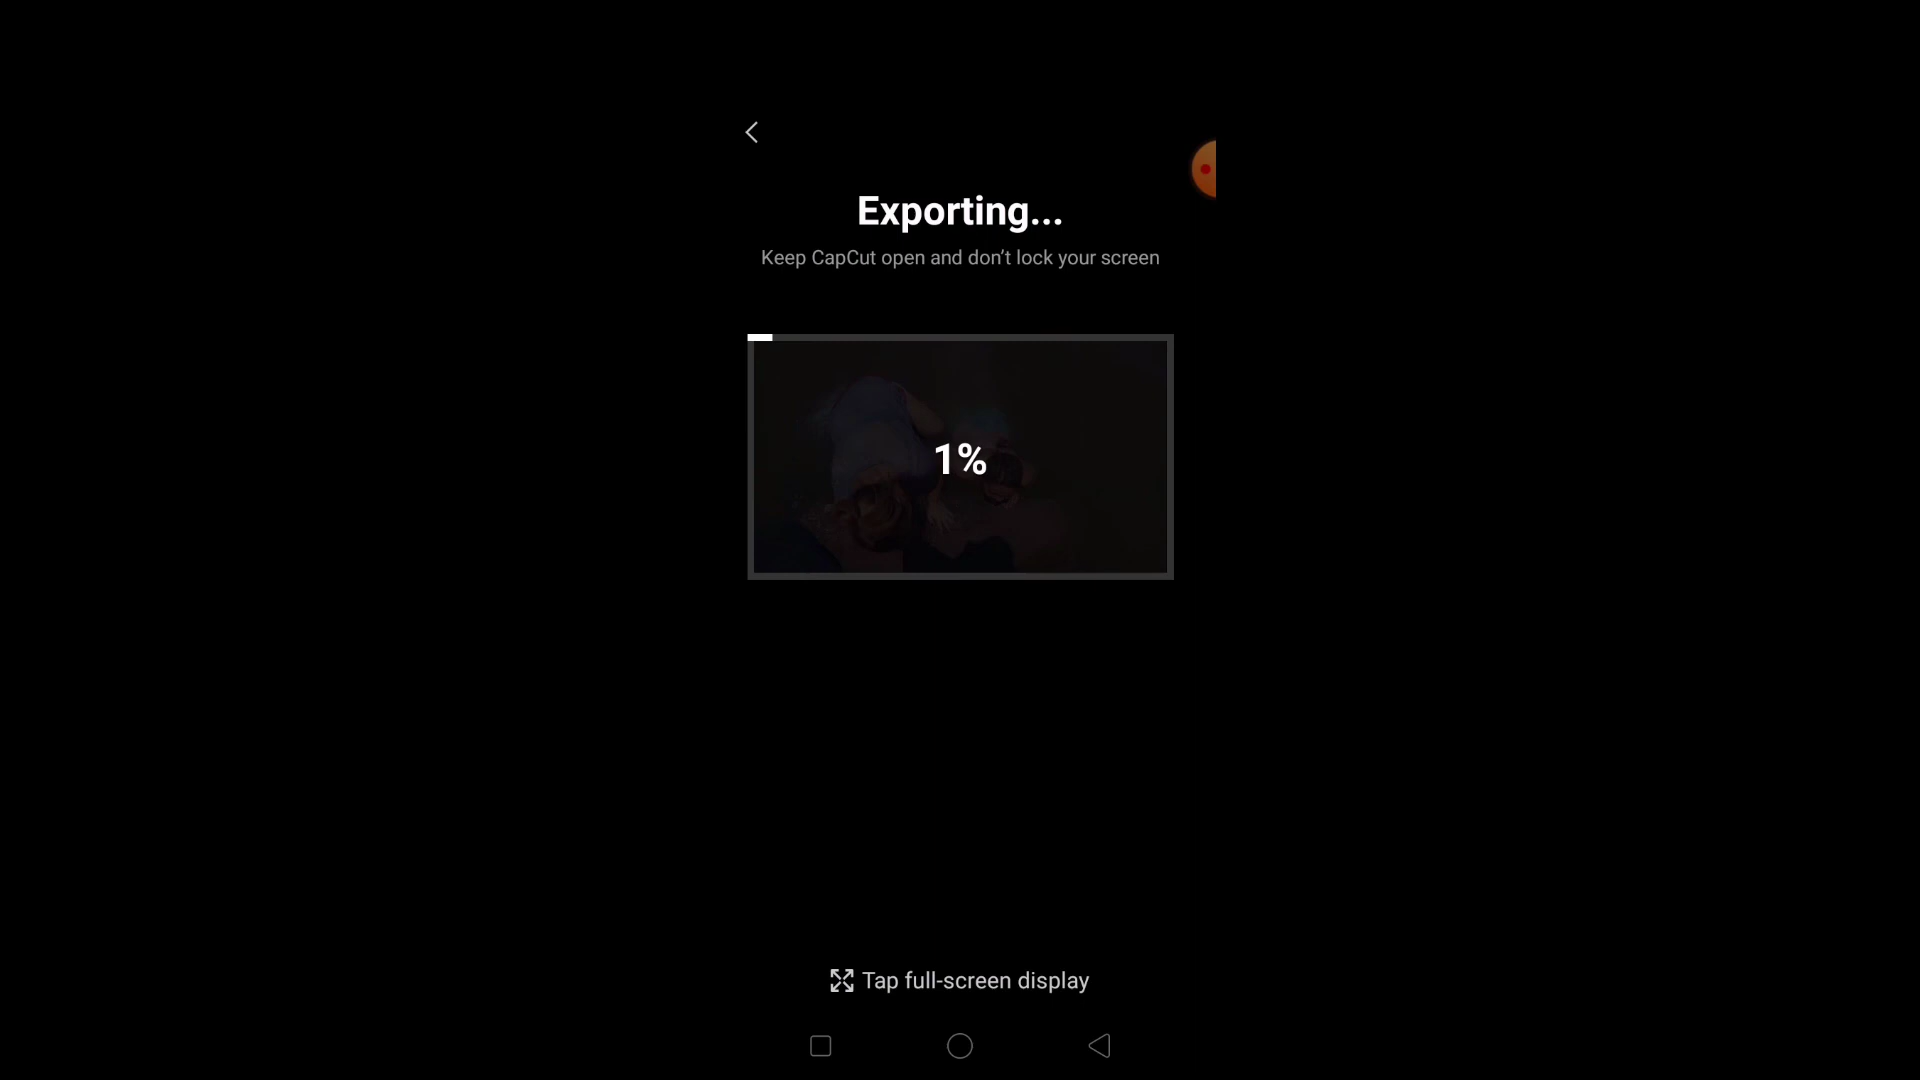 Exporting...
Keep CapCut open and don't lock your screen
1%
Tap full-screen display